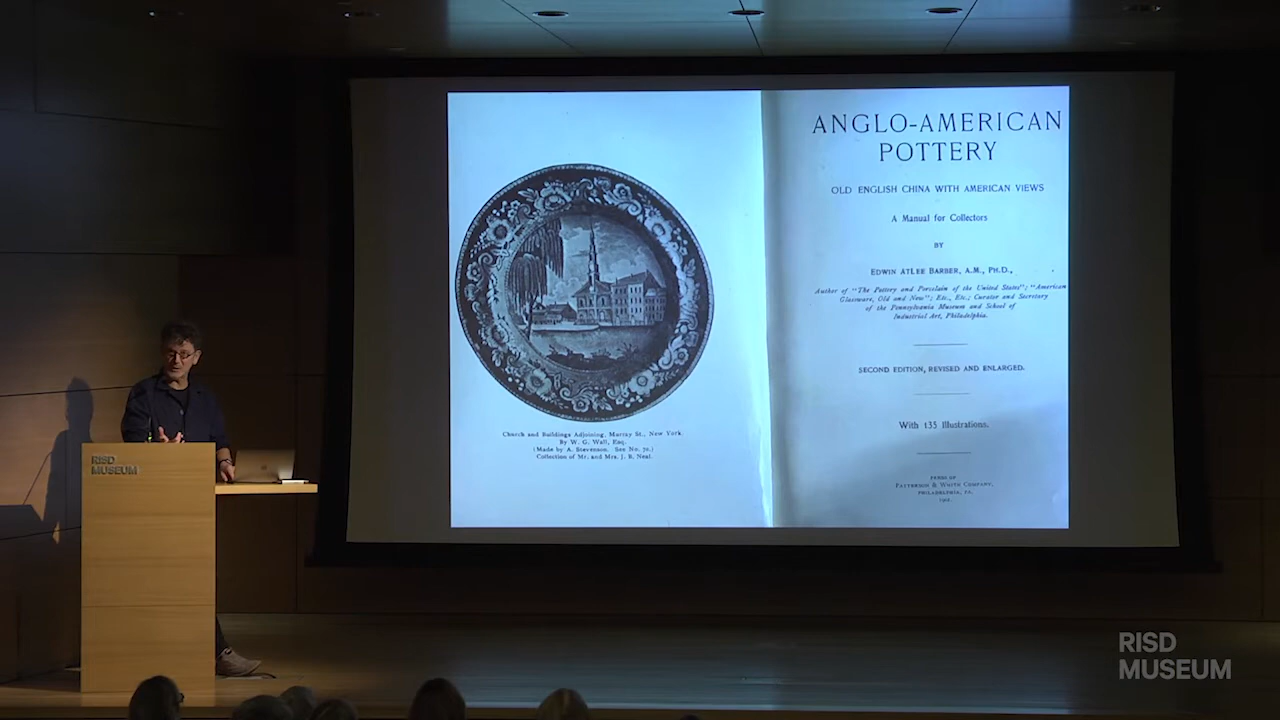 ANGLO-AMERICAN
POTTERY
OLD ENGLISH CHINA WITH AMERICAN VIEWS
A Manual for Collectors
BY
EDWIN ATLEE BARBER, A.M., PH.D.,
Author of "The Pottery and Porcelain of the United States"; "American
Glassware, Old and New"; Etc., Etc.; Curator and Secretary
of the Pennsylvania Museum and School of
Industrial Art, Philadelphia.
SECOND EDITION, REVISED AND ENLARGED.
With 135 Illustrations.
PRESS OF
PATTERSON & WHITE COMPANY,
PHILADELPHIA, PA.
1901.
Church and Buildings Adjoining, Murray St., New York.
By W. G. Wall, Esq.
(Made by A. Stevenson. See No. 70.)
Collection of Mr. and Mrs. J. B. Neal.
RISD
MUSEUM
RISD
MUSEUM